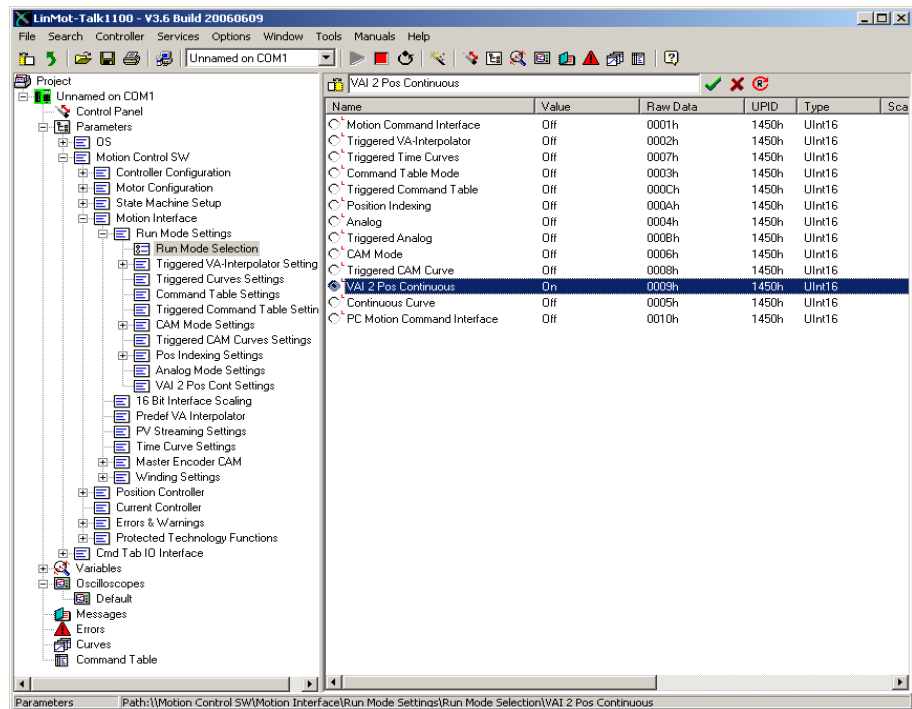 LinMot-Talk1100 - V3.6 Build 20060609
File Search Controller Services Options Window Tools Manuals Help
Unnamed on COM1
Project
Unnamed on COM1
Control Panel
Parameters
OS
Motion Control SW
Controller Configuration
Motor Configuration
State Machine Setup
Motion Interface
Run Mode Settings
Run Mode Selection
Triggered VA-Interpolator Setting
Triggered Curves Settings
Command Table Settings
Triggered Command Table Settin
CAM Mode Settings
Triggered CAM Curves Settings
Pos Indexing Settings
Analog Mode Settings
VAI 2 Pos Cont Settings
16 Bit Interface Scaling
Predef VA Interpolator
PV Streaming Settings
Time Curve Settings
Master Encoder CAM
Winding Settings
Position Controller
Current Controller
Errors & Warnings
Protected Technology Functions
Cmd Tab IO Interface
Variables
Oscilloscopes
Default
Messages
Errors
Curves
Command Table
VAI 2 Pos Continuous
Name Value Raw Data UPID Type Sca
Motion Command Interface Off 0001h 1450h UInt16
Triggered VA-Interpolator Off 0002h 1450h UInt16
Triggered Time Curves Off 0007h 1450h UInt16
Command Table Mode Off 0003h 1450h UInt16
Triggered Command Table Off 000Ch 1450h UInt16
Position Indexing Off 000Ah 1450h UInt16
Analog Off 0004h 1450h UInt16
Triggered Analog Off 000Bh 1450h UInt16
CAM Mode Off 0006h 1450h UInt16
Triggered CAM Curve Off 0008h 1450h UInt16
VAI 2 Pos Continuous On 0009h 1450h UInt16
Continuous Curve Off 0005h 1450h UInt16
PC Motion Command Interface Off 0010h 1450h UInt16
Parameters Path:\\Motion Control SW\Motion Interface\Run Mode Settings\Run Mode Selection\VAI 2 Pos Continuous